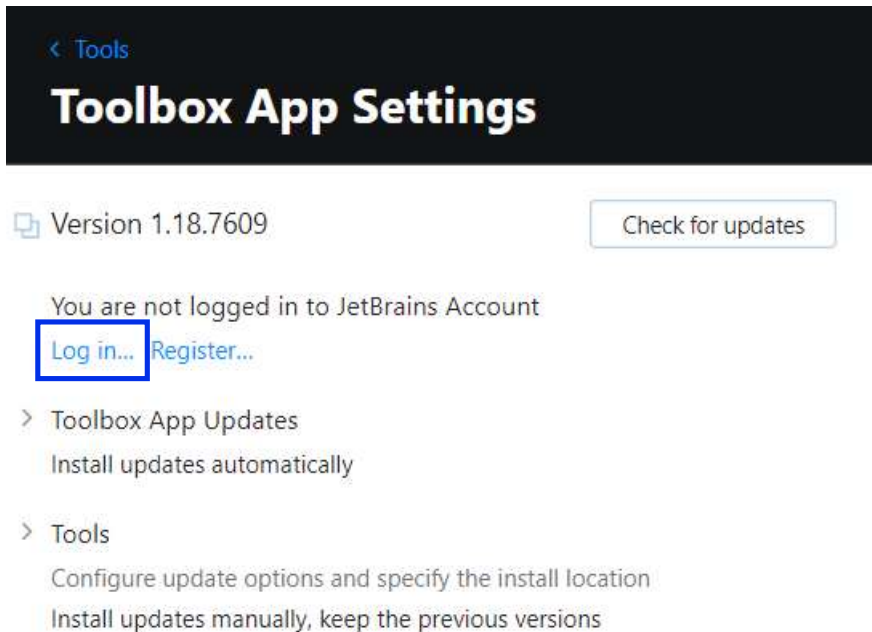 Tools
Toolbox App Settings
Version 1.18.7609
Check for updates
You are not logged in to JetBrains Account
Log in... Register...
Toolbox App Updates
Install updates automatically
Tools
Configure update options and specify the install location
Install updates manually, keep the previous versions